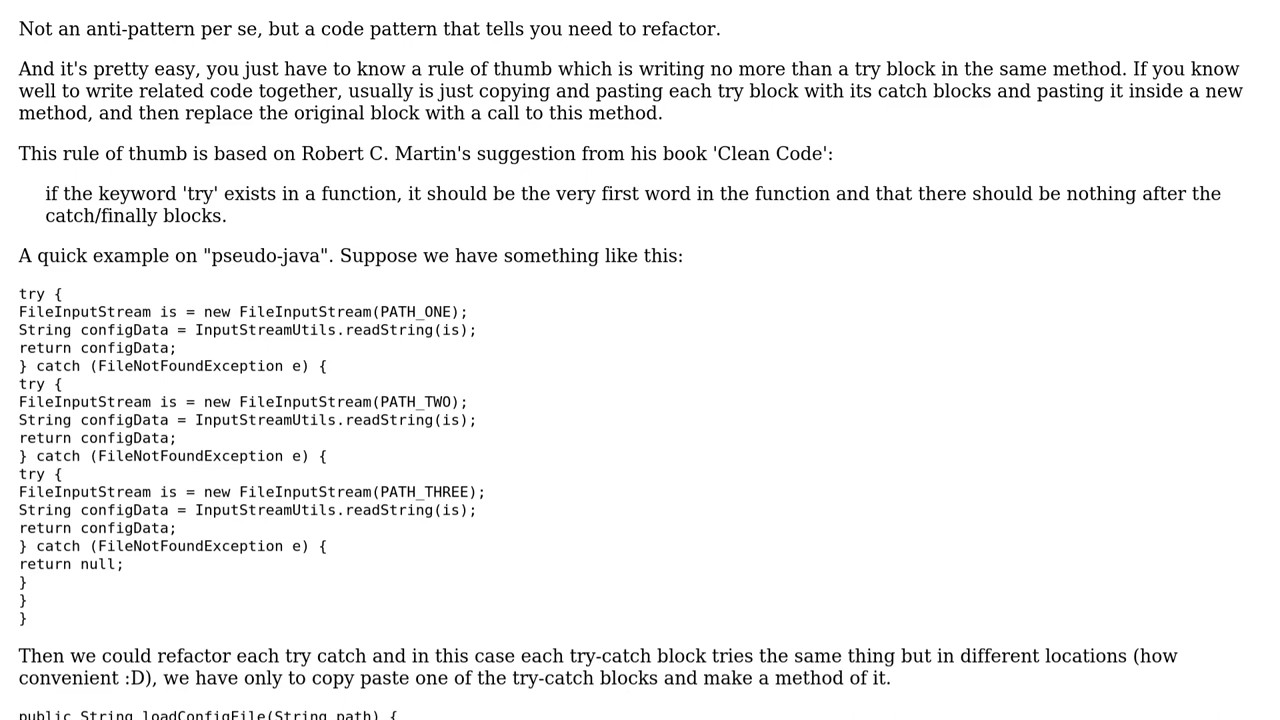 Not an anti-pattern per se, but a code pattern that tells you need to refactor.
And it's pretty easy, you just have to know a rule of thumb which is writing no more than a try block in the same method. If you know
well to write related code together, usually is just copying and pasting each try block with its catch blocks and pasting it inside a new
method, and then replace the original block with a call to this method.
This rule of thumb is based on Robert C. Martin's suggestion from his book 'Clean Code':
if the keyword 'try' exists in a function, it should be the very first word in the function and that there should be nothing after the
catch/finally blocks.
A quick example on "pseudo-java". Suppose we have something like this:
try {
FileInputStream is = new FileInputStream(PATH_ONE);
String configData = InputStreamUtils.readString(is);
return configData;
} catch (FileNotFoundException e) {
try {
FileInputStream is = new FileInputStream(PATH_TWO);
String configData = InputStreamUtils.readString(is);
return configData;
} catch (FileNotFoundException e) {
try {
FileInputStream is = new FileInputStream(PATH_THREE);
String configData = InputStreamUtils.readString(is);
return configData;
} catch (FileNotFoundException e) {
return null;
}
}
}
Then we could refactor each try catch and in this case each try-catch block tries the same thing but in different locations (how
convenient :D), we have only to copy paste one of the try-catch blocks and make a method of it.
public String loadConfigFile(String path) {